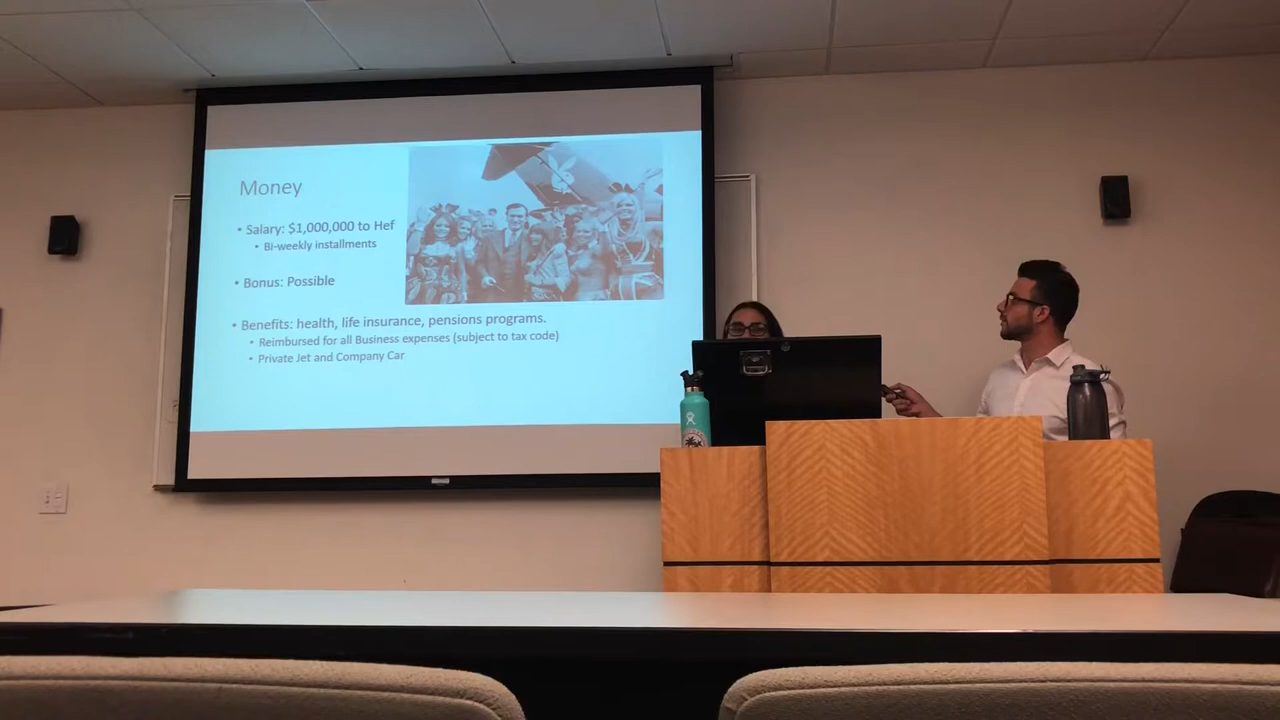 Money
• Salary: $1,000,000 to Hef
• Bi-weekly installments
• Bonus: Possible
• Benefits: health, life insurance, pensions programs.
• Reimbursed for all Business expenses (subject to tax code)
• Private Jet and Company Car